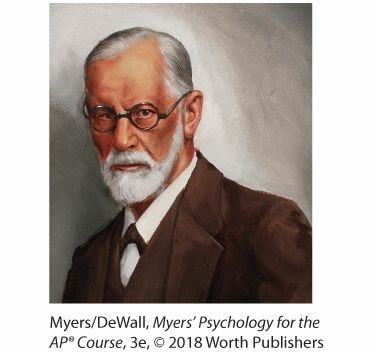 Myers/DeWall, Myers’ Psychology for the
AP® Course, 3e, © 2018 Worth Publishers